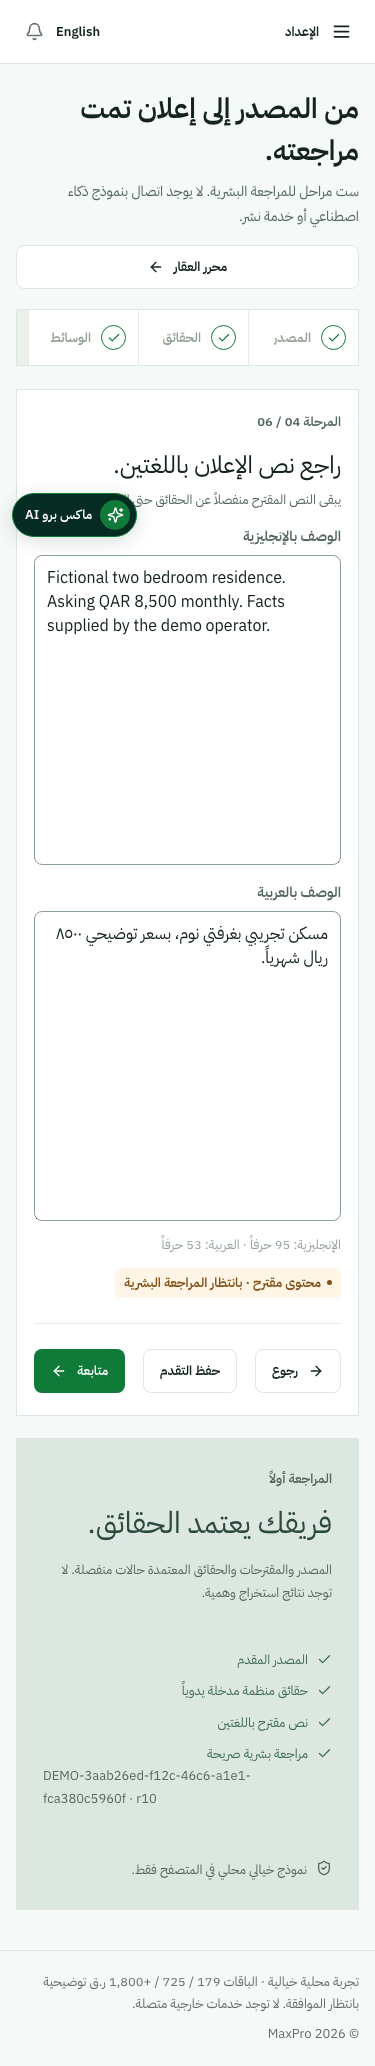 الإعداد
English
من المصدر إلى إعلان تمت
مراجعته.
ست مراحل للمراجعة البشرية. لا يوجد اتصال بنموذج ذكاء
اصطناعي أو خدمة نشر.
محرر العقار
المصدر
الحقائق
الوسائط
المرحلة 04 / 06
راجع نص الإعلان باللغتين.
يبقى النص المقترح منفصلاً عن الحقائق حتى
ماكس برو AI
الوصف بالإنجليزية
Fictional two bedroom residence.
Asking QAR 8,500 monthly. Facts
supplied by the demo operator.
الوصف بالعربية
مسكن تجريبي بغرفتي نوم، بسعر توضيحي ٨٥٠٠
ريال شهرياً.
الإنجليزية: 95 حرفاً · العربية: 53 حرفاً
محتوى مقترح · بانتظار المراجعة البشرية
رجوع
حفظ التقدم
متابعة
المراجعة أولاً
فريقك يعتمد الحقائق.
المصدر والمقترحات والحقائق المعتمدة حالات منفصلة. لا
توجد نتائج استخراج وهمية.
المصدر المقدم
حقائق منظمة مدخلة يدوياً
نص مقترح باللغتين
مراجعة بشرية صريحة
DEMO-3aab26ed-f12c-46c6-a1e1-
fca380c5960f · r10
نموذج خيالي محلي في المتصفح فقط.
تجربة محلية خيالية · الباقات 179 / 725 / +1,800 ر.ق توضيحية
بانتظار الموافقة. لا توجد خدمات خارجية متصلة.
© 2026 MaxPro